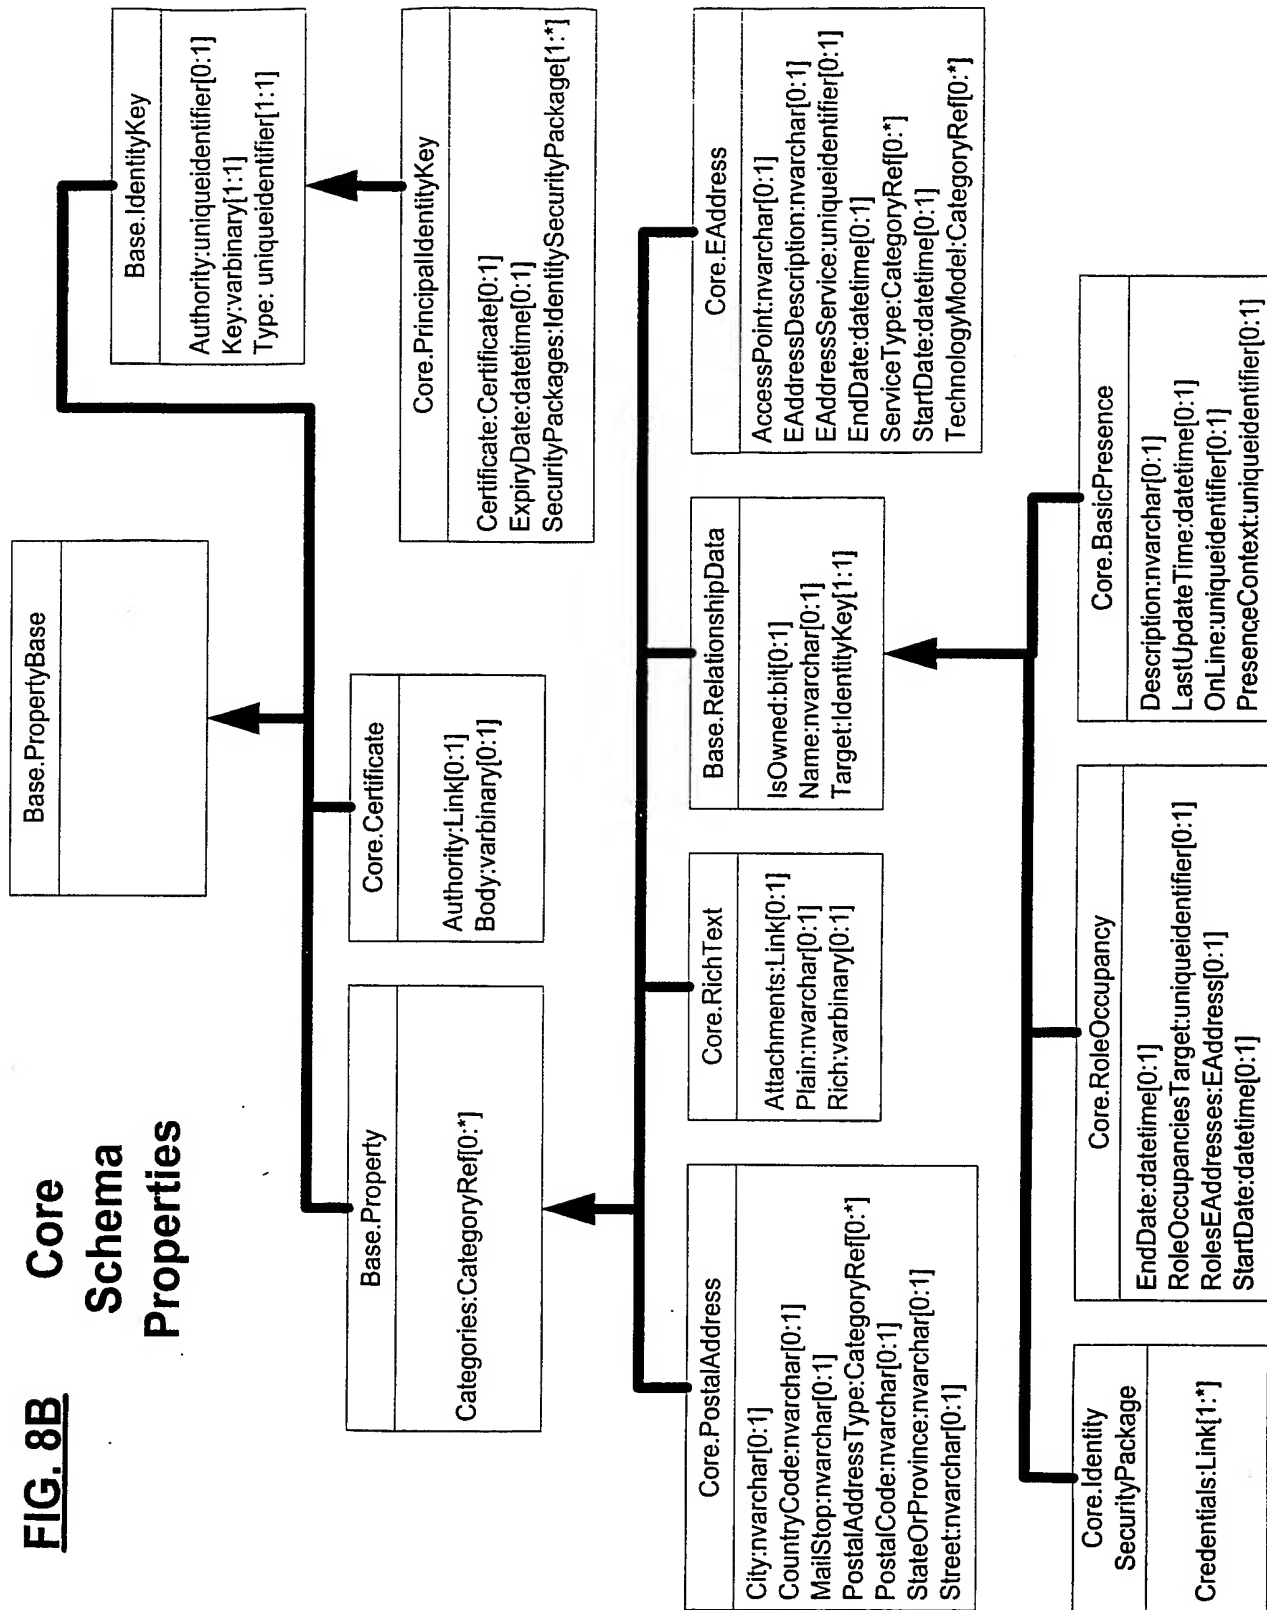 FIG. 8B
Core
Schema
Properties
Base.PropertyBase
Base.Property
Categories:CategoryRef[0:*]
Core.Certificate
Authority:Link[0:1]
Body:varbinary[0:1]
Base.IdentityKey
Authority:uniqueidentifier[0:1]
Key:varbinary[1:1]
Type: uniqueidentifier[1:1]
Core.PrincipalIdentityKey
Certificate:Certificate[0:1]
ExpiryDate:datetime[0:1]
SecurityPackages:IdentitySecurityPackage[1:*]
Core.PostalAddress
City:nvarchar[0:1]
CountryCode:nvarchar[0:1]
MailStop:nvarchar[0:1]
PostalAddressType:CategoryRef[0:*]
PostalCode:nvarchar[0:1]
StateOrProvince:nvarchar[0:1]
Street:nvarchar[0:1]
Core.RichText
Attachments:Link[0:1]
Plain:nvarchar[0:1]
Rich:varbinary[0:1]
Base.RelationshipData
IsOwned:bit[0:1]
Name:nvarchar[0:1]
Target:IdentityKey[1:1]
Core.EAddress
AccessPoint:nvarchar[0:1]
EAddressDescription:nvarchar[0:1]
EAddressService:uniqueidentifier[0:1]
EndDate:datetime[0:1]
ServiceType:CategoryRef[0:*]
StartDate:datetime[0:1]
TechnologyModel:CategoryRef[0:*]
Core.Identity
SecurityPackage
Credentials:Link[1:*]
Core.RoleOccupancy
EndDate:datetime[0:1]
RoleOccupanciesTarget:uniqueidentifier[0:1]
RolesEAddresses:EAddress[0:1]
StartDate:datetime[0:1]
Core.BasicPresence
Description:nvarchar[0:1]
LastUpdateTime:datetime[0:1]
OnLine:uniqueidentifier[0:1]
PresenceContext:uniqueidentifier[0:1]